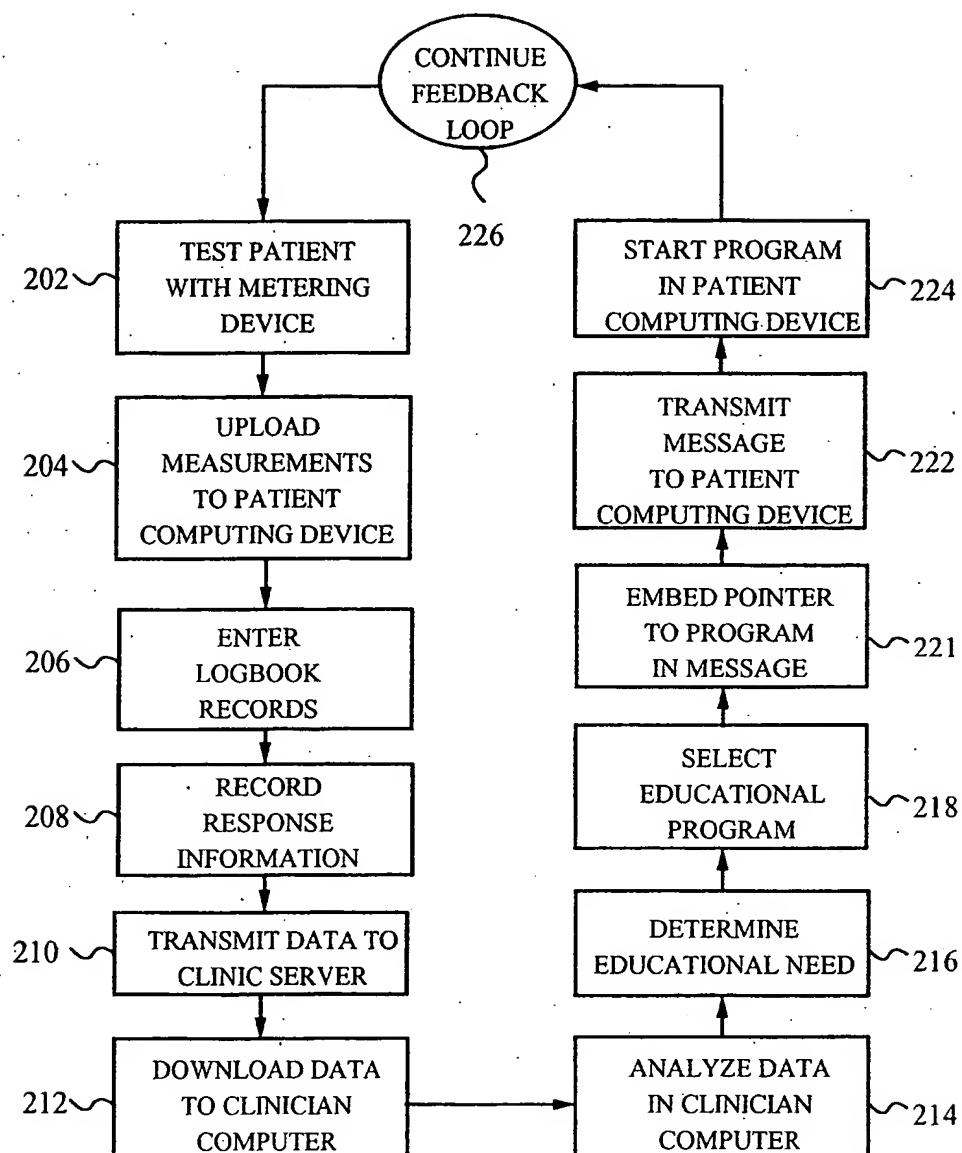 CONTINUE
FEEDBACK
LOOP
226
202
TEST PATIENT
WITH METERING
DEVICE
204
UPLOAD
MEASUREMENTS
TO PATIENT
COMPUTING DEVICE
206
ENTER
LOGBOOK
RECORDS
208
RECORD
RESPONSE
INFORMATION
210
TRANSMIT DATA TO
CLINIC SERVER
212
DOWNLOAD DATA
TO CLINICIAN
COMPUTER
ANALYZE DATA
IN CLINICIAN
COMPUTER
214
DETERMINE
EDUCATIONAL NEED
216
SELECT
EDUCATIONAL
PROGRAM
218
EMBED POINTER
TO PROGRAM
IN MESSAGE
221
TRANSMIT
MESSAGE
TO PATIENT
COMPUTING DEVICE
222
START PROGRAM
IN PATIENT
COMPUTING DEVICE
224